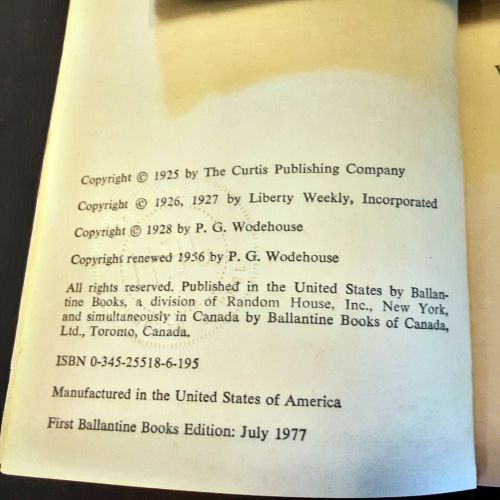 Copyright © 1925 by The Curtis Publishing Company
Copyright © 1926, 1927 by Liberty Weekly, Incorporated
Copyright © 1928 by P. G. Wodehouse
Copyright renewed 1956 by P. G. Wodehouse
All rights reserved. Published in the United States by Ballan-
tine Books, a division of Random House, Inc., New York,
and simultaneously in Canada by Ballantine Books of Canada,
Ltd., Toronto, Canada.
ISBN 0-345-25518-6-195
Manufactured in the United States of America
First Ballantine Books Edition: July 1977